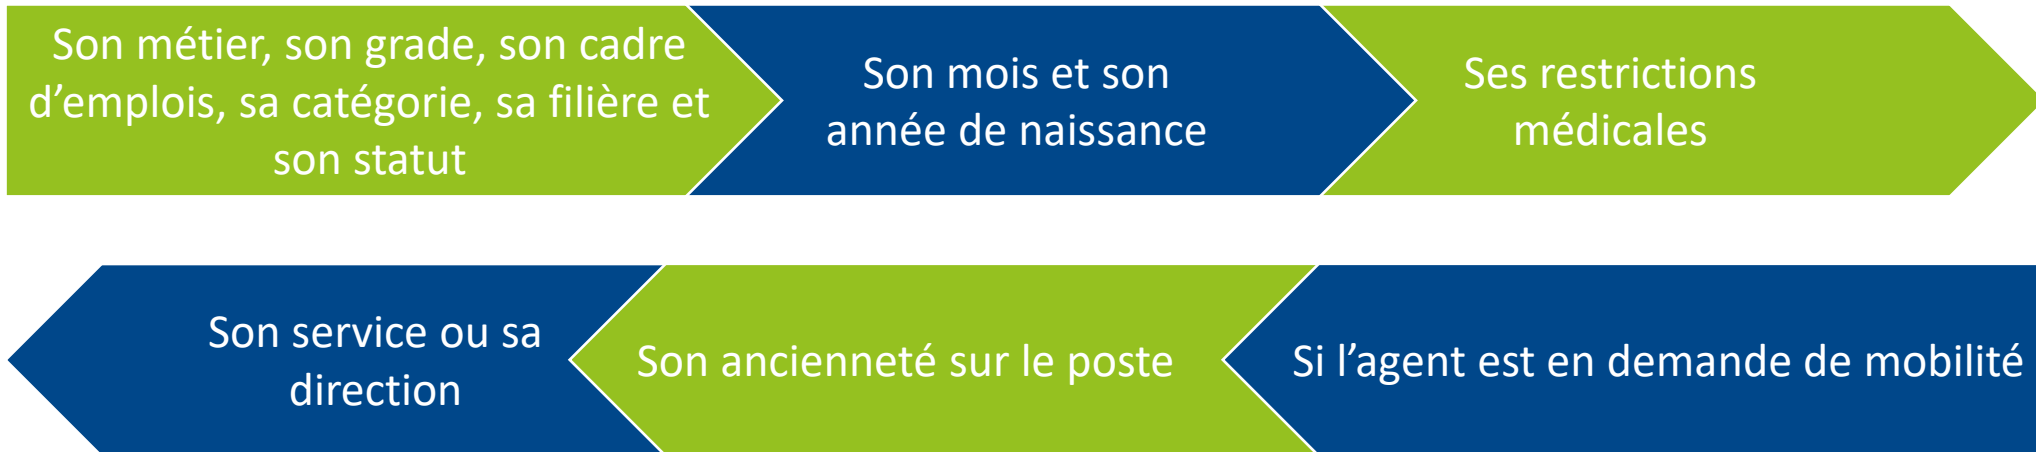 Son métier, son grade, son cadre
d’emplois, sa catégorie, sa filière et
son statut
Son mois et son
année de naissance
Ses restrictions
médicales
Son service ou sa
direction
Son ancienneté sur le poste
Si l’agent est en demande de mobilité